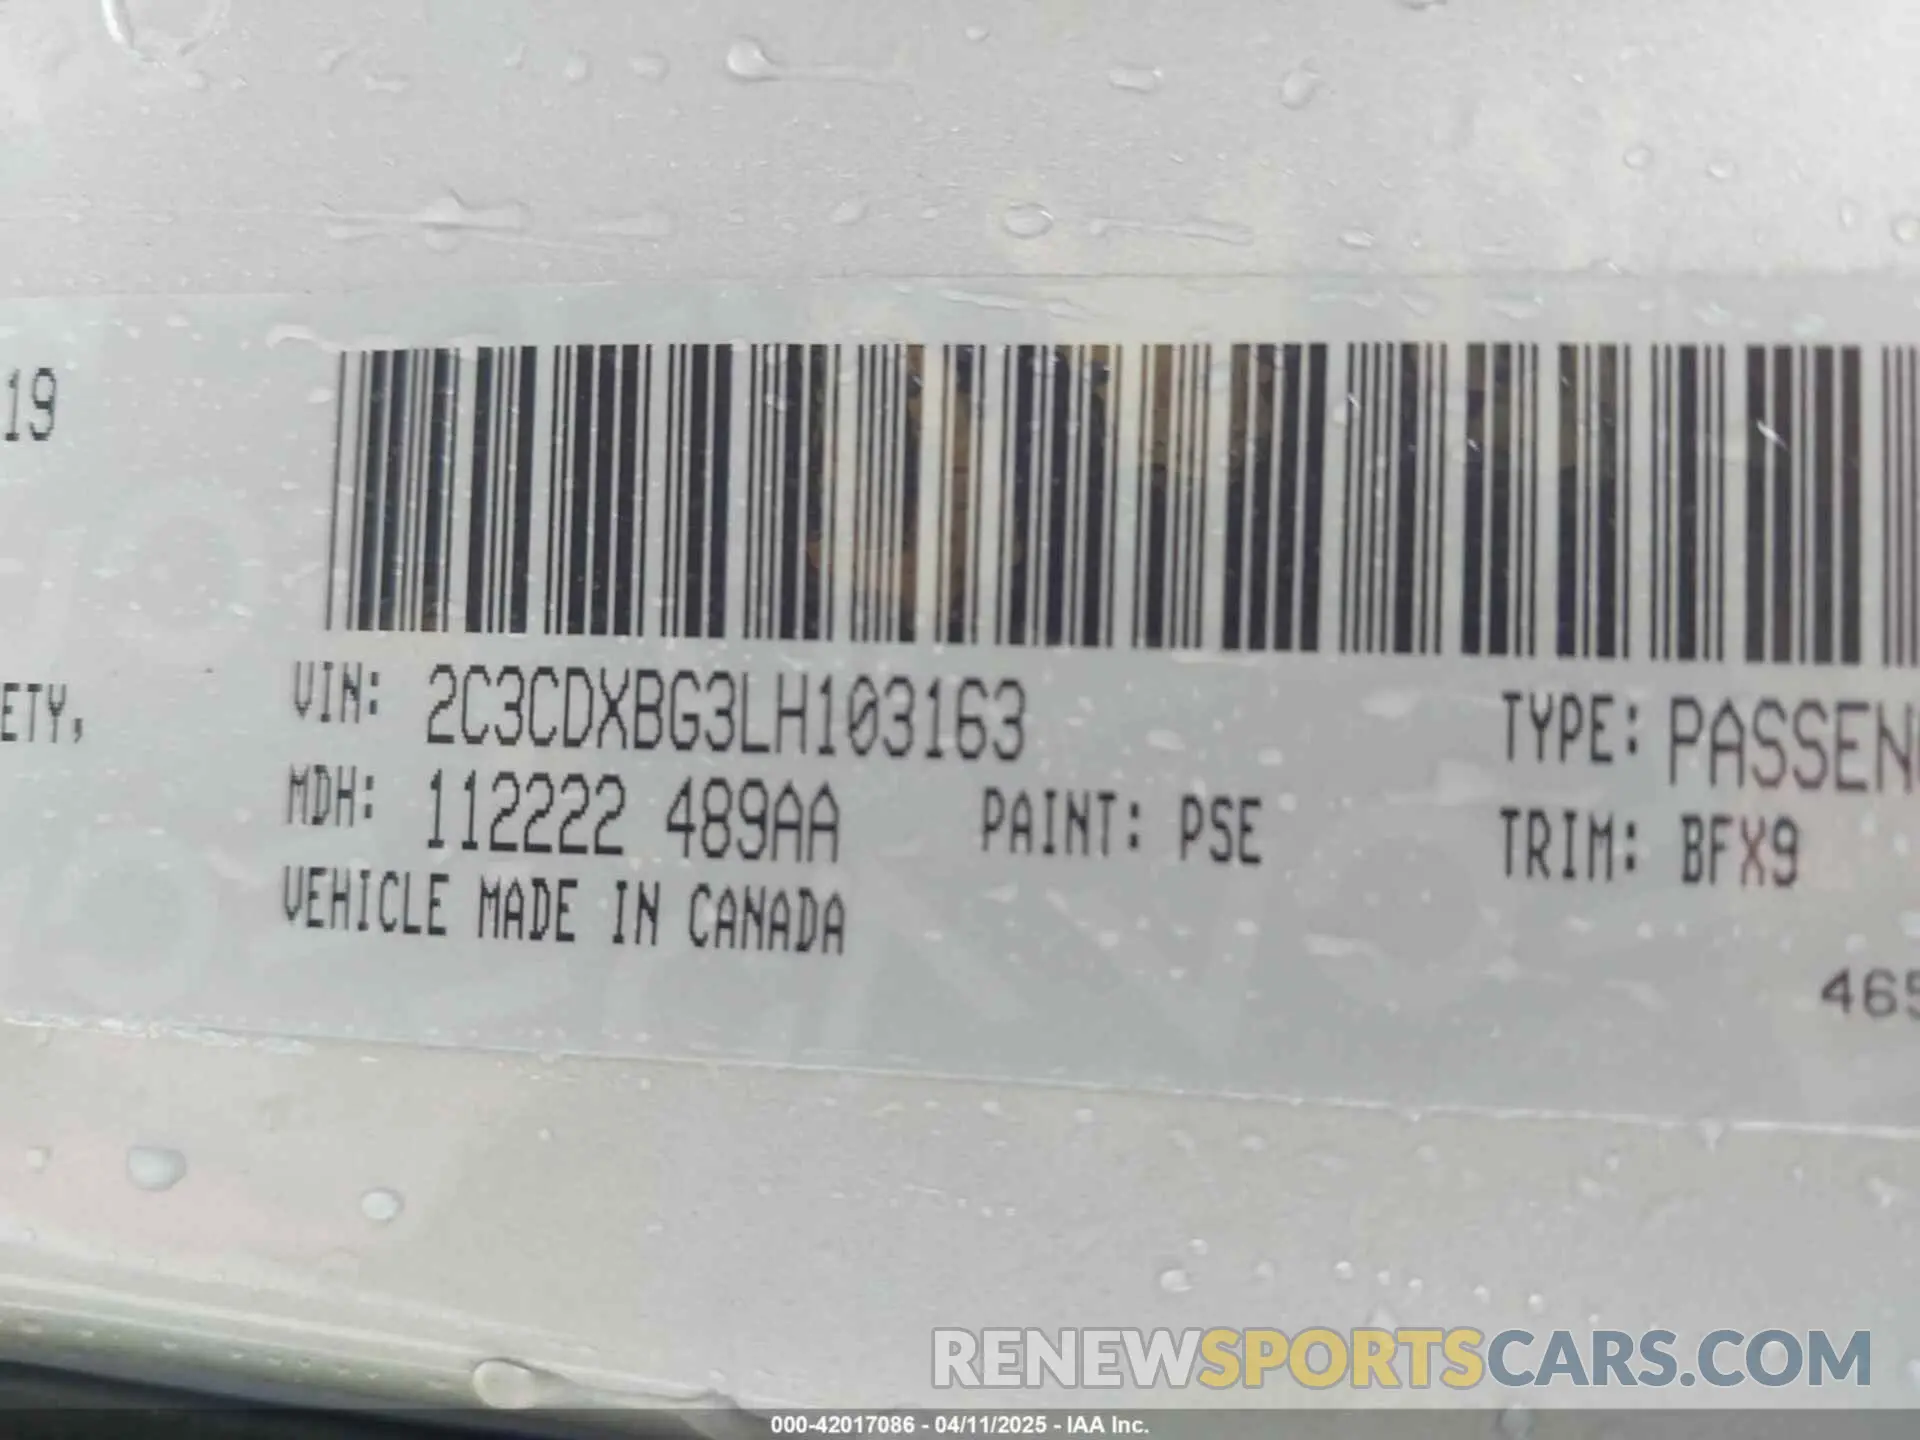 19
ETY,
VIN: 2C3CDXBG3LH103163
TYPE: PASSEN
MDH: 112222 489AA
PAINT: PSE
TRIM: BFX9
VEHICLE MADE IN CANADA
465
RENEWSPORTSCARS.COM
000-42017086 - 04/11/2025 - IAA Inc.